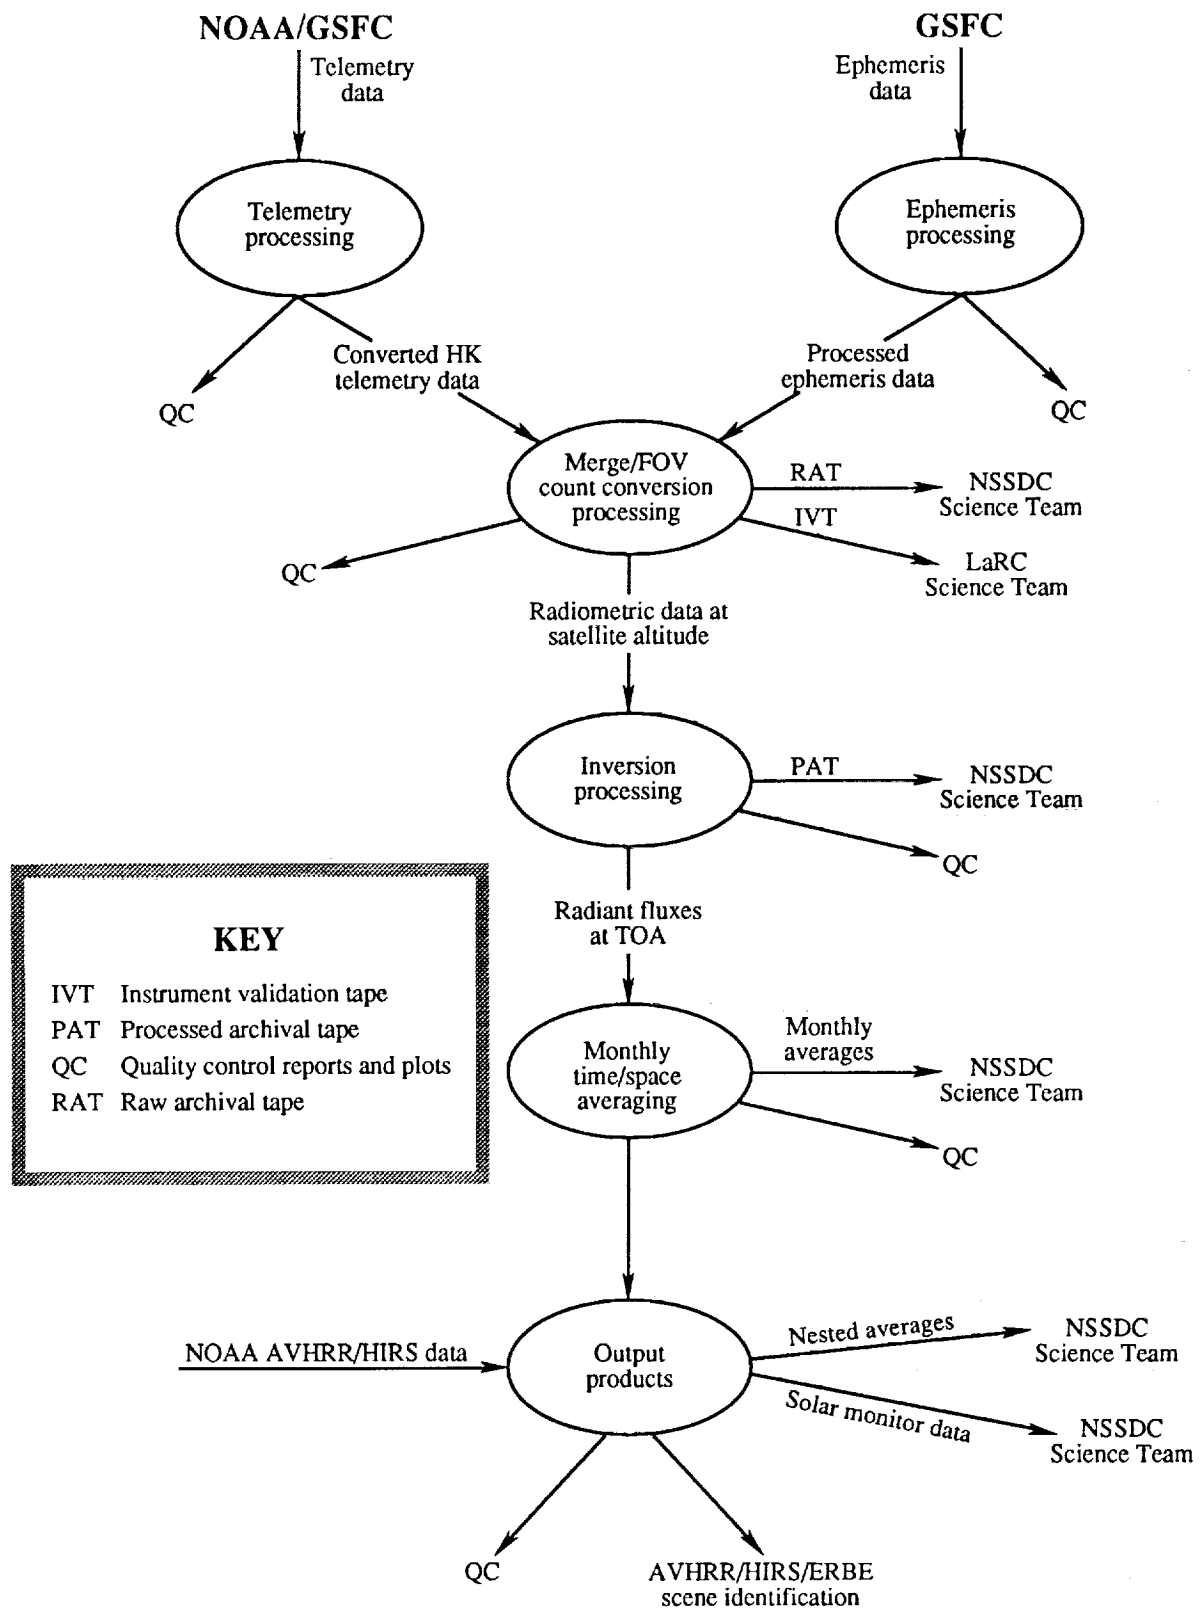 NOAA/GSFC
GSFC
Telemetry
data
Ephemeris
data
Telemetry
processing
Ephemeris
processing
Converted HK
telemetry data
Processed
ephemeris data
QC
QC
Merge/FOV
count conversion
processing
RAT
NSSDC
Science Team
IVT
LaRC
Science Team
QC
Radiometric data at
satellite altitude
Inversion
processing
PAT
NSSDC
Science Team
QC
Radiant fluxes
at TOA
KEY
IVT Instrument validation tape
PAT Processed archival tape
QC Quality control reports and plots
RAT Raw archival tape
Monthly
time/space
averaging
Monthly
averages
NSSDC
Science Team
QC
NOAA AVHRR/HIRS data
Output
products
Nested averages
NSSDC
Science Team
Solar monitor data
NSSDC
Science Team
QC
AVHRR/HIRS/ERBE
scene identification